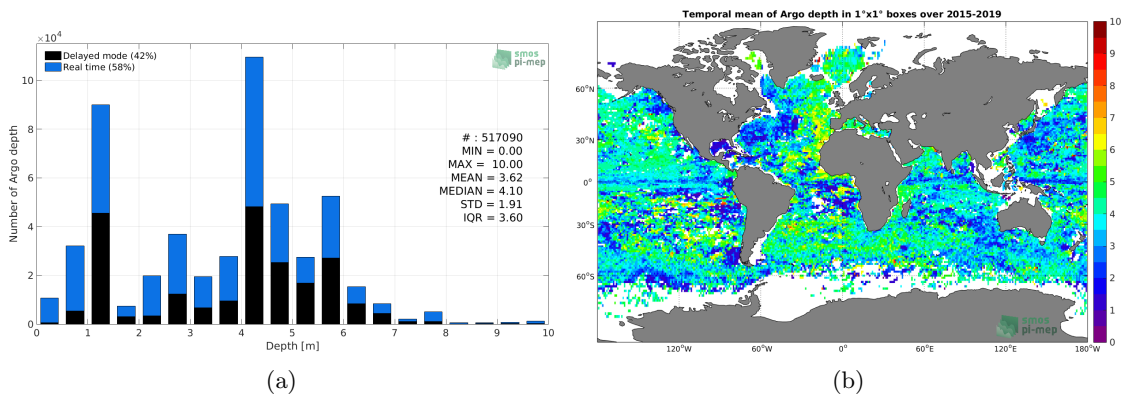 ×10⁴
Delayed mode (42%)
Real time (58%)
smos
pi-mep
# : 517090
MIN = 0.00
MAX = 10.00
MEAN = 3.62
MEDIAN = 4.10
STD = 1.91
IQR = 3.60
Number of Argo depth
10
8
6
4
2
0
0 1 2 3 4 5 6 7 8 9 10
Depth [m]
(a)
Temporal mean of Argo depth in 1°x1° boxes over 2015-2019
60°N
30°N
0°
30°S
60°S
120°W 60°W 0° 60°E 120°E 180°W
smos
pi-mep
10
9
8
7
6
5
4
3
2
1
0
(b)